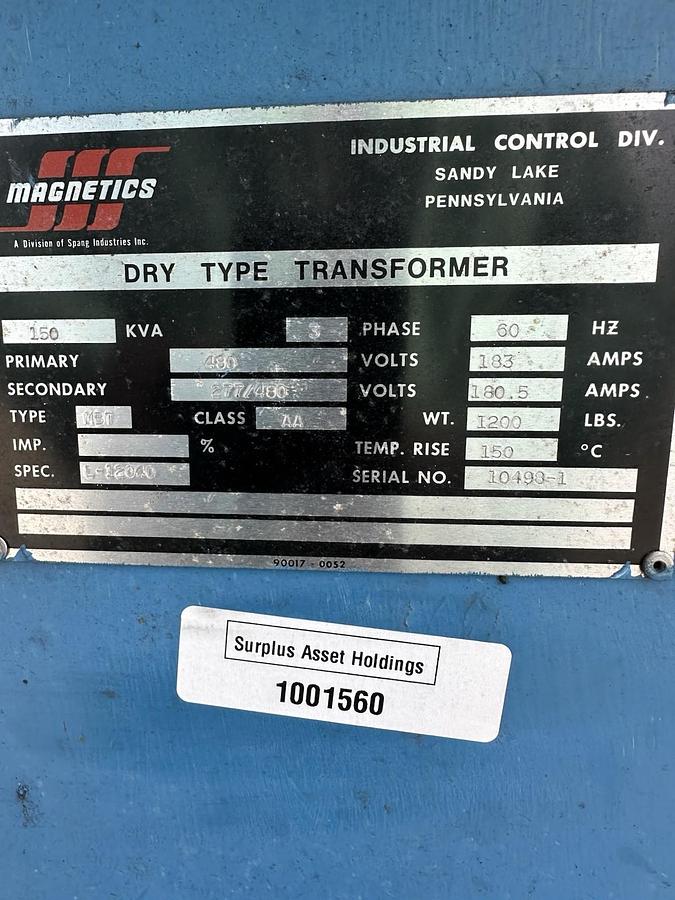 MAGNETICS
A Division of Spang Industries Inc.
INDUSTRIAL CONTROL DIV.
SANDY LAKE
PENNSYLVANIA
DRY TYPE TRANSFORMER
150 KVA 3 PHASE 60 HZ
PRIMARY 480 VOLTS 183 AMPS
SECONDARY 277/480 VOLTS 180.5 AMPS
TYPE CLASS AA WT. 1200 LBS.
IMP. % TEMP. RISE 150 °C
SPEC. SERIAL NO. 10498-1
90017-0052
Surplus Asset Holdings
1001560